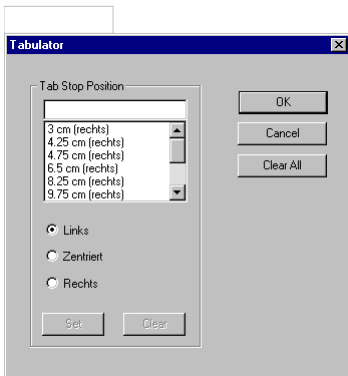 Tabulator
Tab Stop Position
3 cm (rechts)
4.25 cm (rechts)
4.75 cm (rechts)
6.5 cm (rechts)
8.25 cm (rechts)
9.75 cm (rechts)
Links
Zentriert
Rechts
Set
Clear
OK
Cancel
Clear All